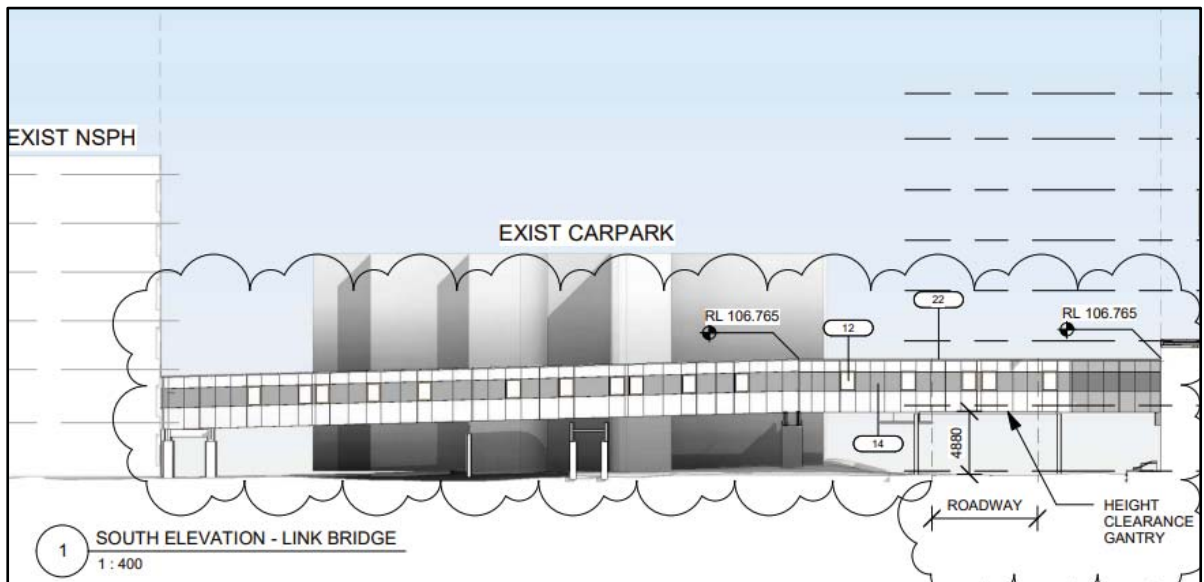 EXIST NSPH
EXIST CARPARK
RL 106.765
12
22
RL 106.765
14
4880
ROADWAY
HEIGHT
CLEARANCE
GANTRY
1
SOUTH ELEVATION - LINK BRIDGE
1 : 400